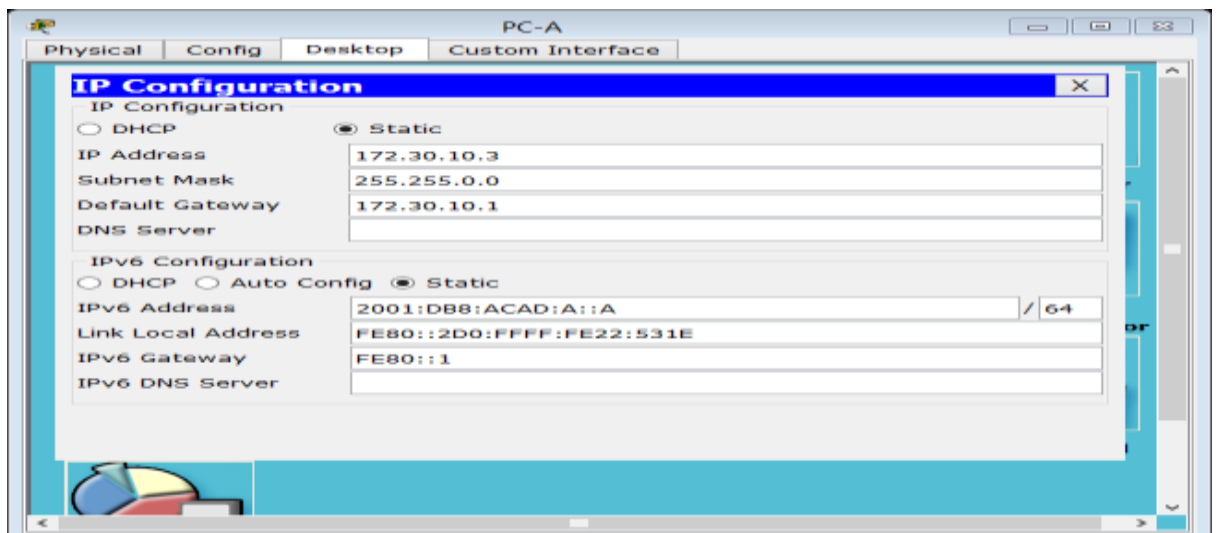 PC-A
Physical Config Desktop Custom Interface
IP Configuration X
IP Configuration
DHCP Static
IP Address 172.30.10.3
Subnet Mask 255.255.0.0
Default Gateway 172.30.10.1
DNS Server
IPv6 Configuration
DHCP Auto Config Static
IPv6 Address 2001:DB8:ACAD:A::A / 64
Link Local Address FE80::2D0:FFFF:FE22:531E
IPv6 Gateway FE80::1
IPv6 DNS Server